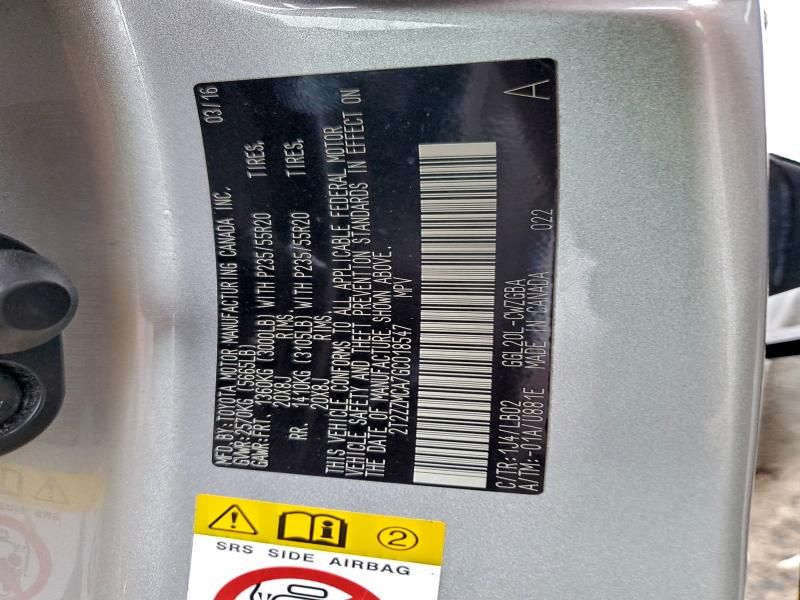 MFD.BY:TOYOTA MOTOR MANUFACTURING CANADA INC. 03/16
GVWR:2570KG(5665LB)
GAWR:FRT. 1360KG(3000LB) WITH P235/55R20 TIRES,
20X8J RIMS.
RR. 1410KG(3105LB) WITH P235/55R20 TIRES,
20X8J RIMS.
THIS VEHICLE CONFORMS TO ALL APPLICABLE FEDERAL MOTOR
VEHICLE SAFETY AND THEFT PREVENTION STANDARDS IN EFFECT ON
THE DATE OF MANUFACTURE SHOWN ABOVE.
2T2ZZMCA7GC018547 MPV
C/TR:1J4/LB02 GGL20L-CWZGBA 022
A/TM:-01A/U881E MADE IN CANADA A
2
SRS SIDE AIRBAG